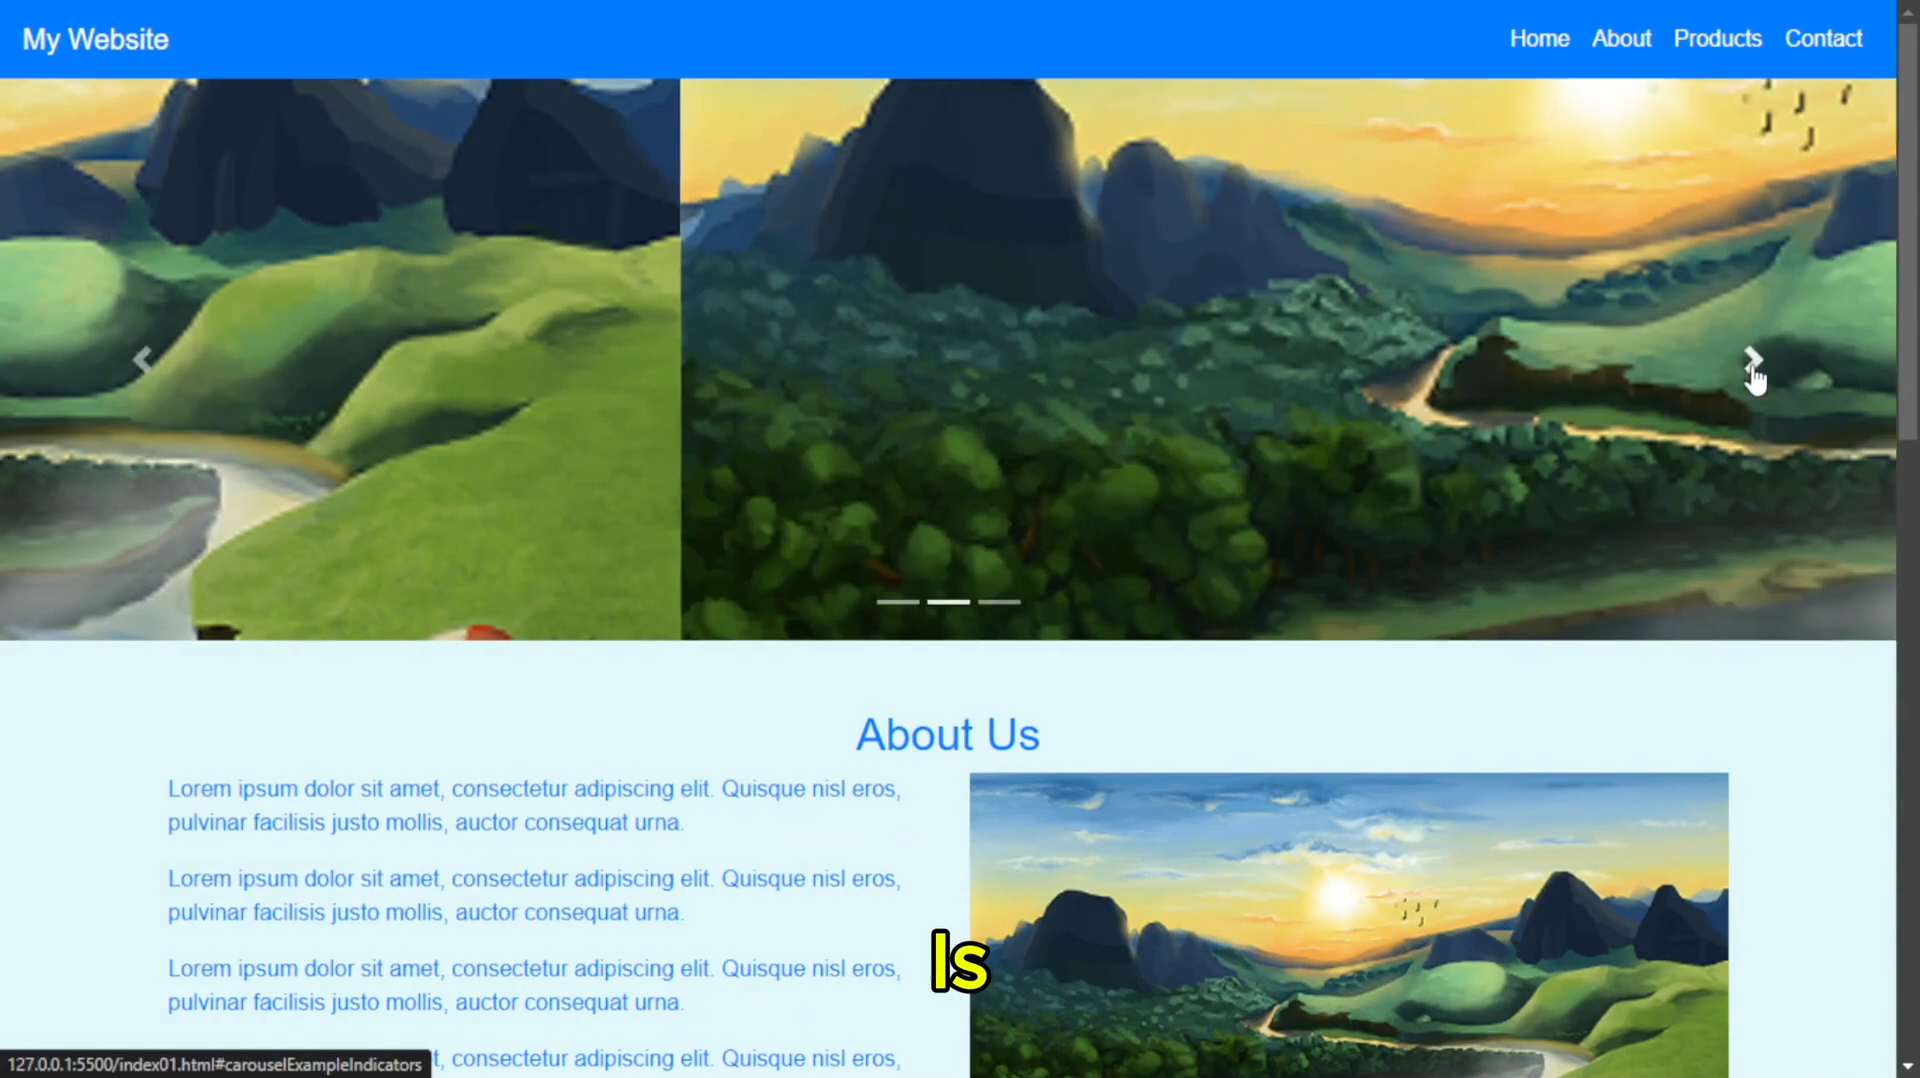 My Website
Home About Products Contact
About Us
Lorem ipsum dolor sit amet, consectetur adipiscing elit. Quisque nisl eros,
pulvinar facilisis justo mollis, auctor consequat urna.
Lorem ipsum dolor sit amet, consectetur adipiscing elit. Quisque nisl eros,
pulvinar facilisis justo mollis, auctor consequat urna.
Lorem ipsum dolor sit amet, consectetur adipiscing elit. Quisque nisl eros,
pulvinar facilisis justo mollis, auctor consequat urna.
Is
t, consectetur adipiscing elit. Quisque nisl eros,
127.0.0.1:5500/index01.html#carouselExampleIndicators